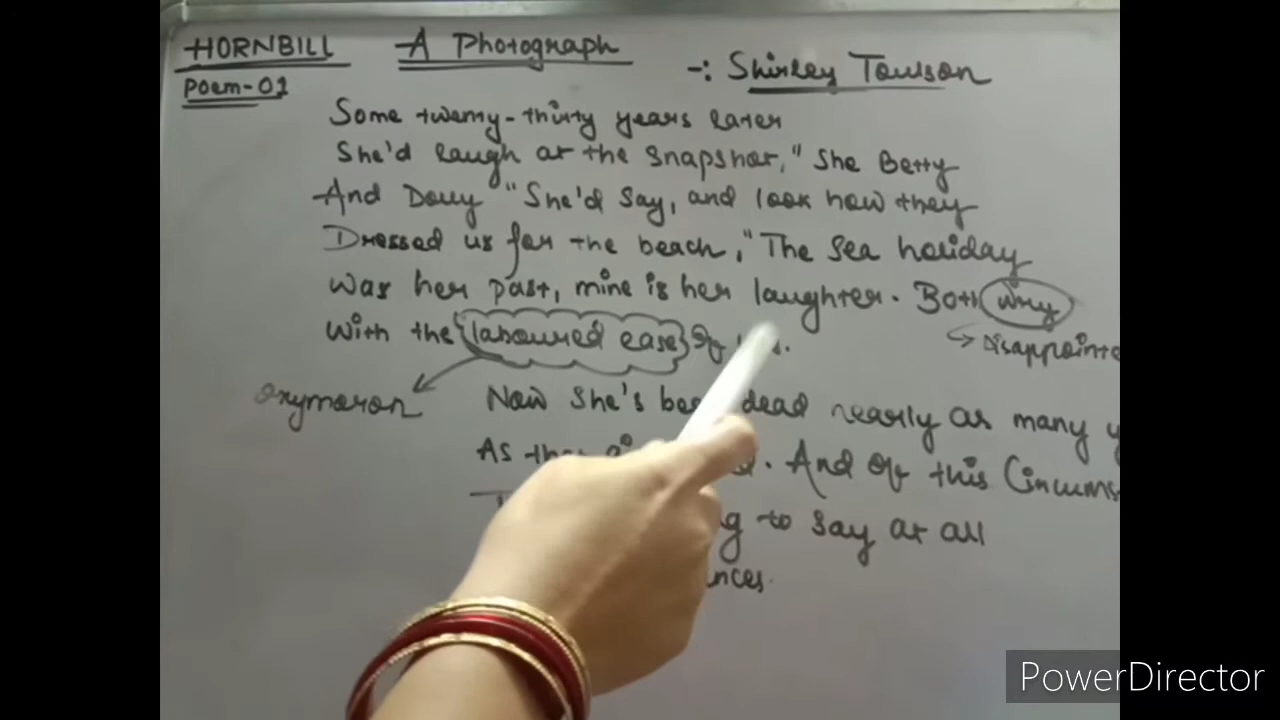 HORNBILL A Photograph
Poem-01 -: Shirley Toulson
Some twenty-thirty years later
She'd laugh at the snapshot," She Betty
And Dolly "She'd say, and look how they
Dressed us for the beach," The Sea holiday
was her past, mine is her laughter. Both wry
With the laboured ease of
Disappointe
oxymoron
Now She's been dead nearly as many y
As that And of this Circums
to say at all
nces.
PowerDirector